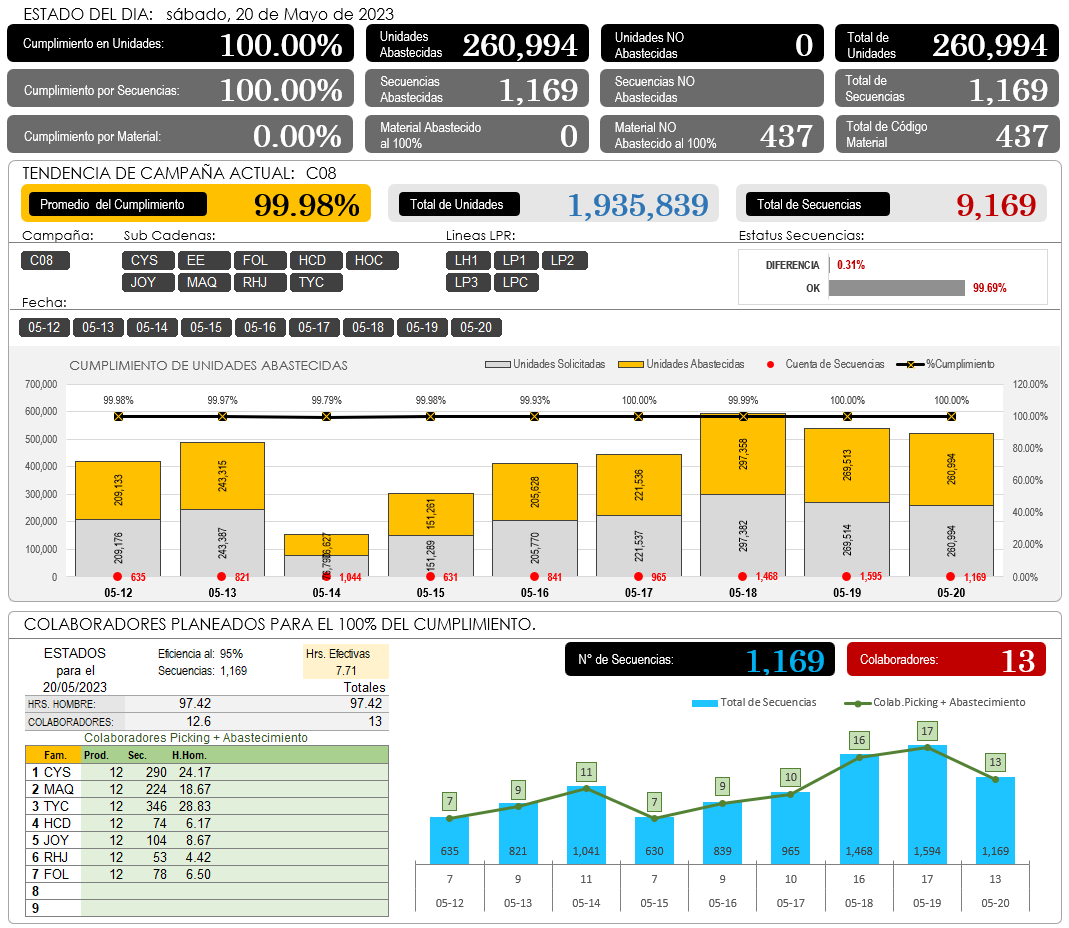 ESTADO DEL DIA: sábado, 20 de Mayo de 2023
Cumplimiento en Unidades: 100.00%
Unidades Abastecidas 260,994
Unidades NO Abastecidas 0
Total de Unidades 260,994
Cumplimiento por Secuencias: 100.00%
Secuencias Abastecidas 1,169
Secuencias NO Abastecidas
Total de Secuencias 1,169
Cumplimiento por Material: 0.00%
Material Abastecido al 100% 0
Material NO Abastecido al 100% 437
Total de Código Material 437
TENDENCIA DE CAMPAÑA ACTUAL: C08
Promedio del Cumplimiento 99.98%
Total de Unidades 1,935,839
Total de Secuencias 9,169
Campaña: Sub Cadenas: Lineas LPR: Estatus Secuencias:
C08 CYS EE FOL HCD HOC LH1 LP1 LP2
JOY MAQ RHJ TYC LP3 LPC
DIFERENCIA 0.31%
OK 99.69%
Fecha:
05-12 05-13 05-14 05-15 05-16 05-17 05-18 05-19 05-20
CUMPLIMIENTO DE UNIDADES ABASTECIDAS
Unidades Solicitadas Unidades Abastecidas Cuenta de Secuencias %Cumplimiento
700,000 120.00%
600,000 100.00%
500,000 80.00%
400,000
300,000 60.00%
200,000 40.00%
100,000 20.00%
0 0.00%
99.98% 99.97% 99.79% 99.98% 99.93% 100.00% 99.99% 100.00% 100.00%
209,133 243,315 76,627 151,261 205,628 221,536 297,358 269,513 260,994
209,176 243,387 151,289 205,770 221,537 297,382 269,514 260,994
635 821 1,044 631 841 965 1,468 1,595 1,169
05-12 05-13 05-14 05-15 05-16 05-17 05-18 05-19 05-20
COLABORADORES PLANEADOS PARA EL 100% DEL CUMPLIMIENTO.
ESTADOS para el 20/05/2023
Eficiencia al: 95%
Secuencias: 1,169
Hrs. Efectivas
7.71
Totales
HRS. HOMBRE: 97.42 97.42
COLABORADORES: 12.6 13
Colaboradores Picking + Abastecimiento
Fam. Prod. Sec. H.Hom.
1 CYS 12 290 24.17
2 MAQ 12 224 18.67
3 TYC 12 346 28.83
4 HCD 12 74 6.17
5 JOY 12 104 8.67
6 RHJ 12 53 4.42
7 FOL 12 78 6.50
8
9
N° de Secuencias: 1,169
Colaboradores: 13
Total de Secuencias Colab.Picking + Abastecimiento
7 9 11 7 9 10 16 17 13
635 821 1,041 630 839 965 1,468 1,594 1,169
7 9 11 7 9 10 16 17 13
05-12 05-13 05-14 05-15 05-16 05-17 05-18 05-19 05-20